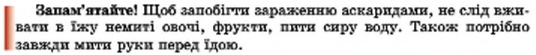 Запам'ятайте! Щоб запобігти зараженню аскаридами, не слід вжи-
вати в їжу немиті овочі, фрукти, пити сиру воду. Також потрібно
завжди мити руки перед їдою.